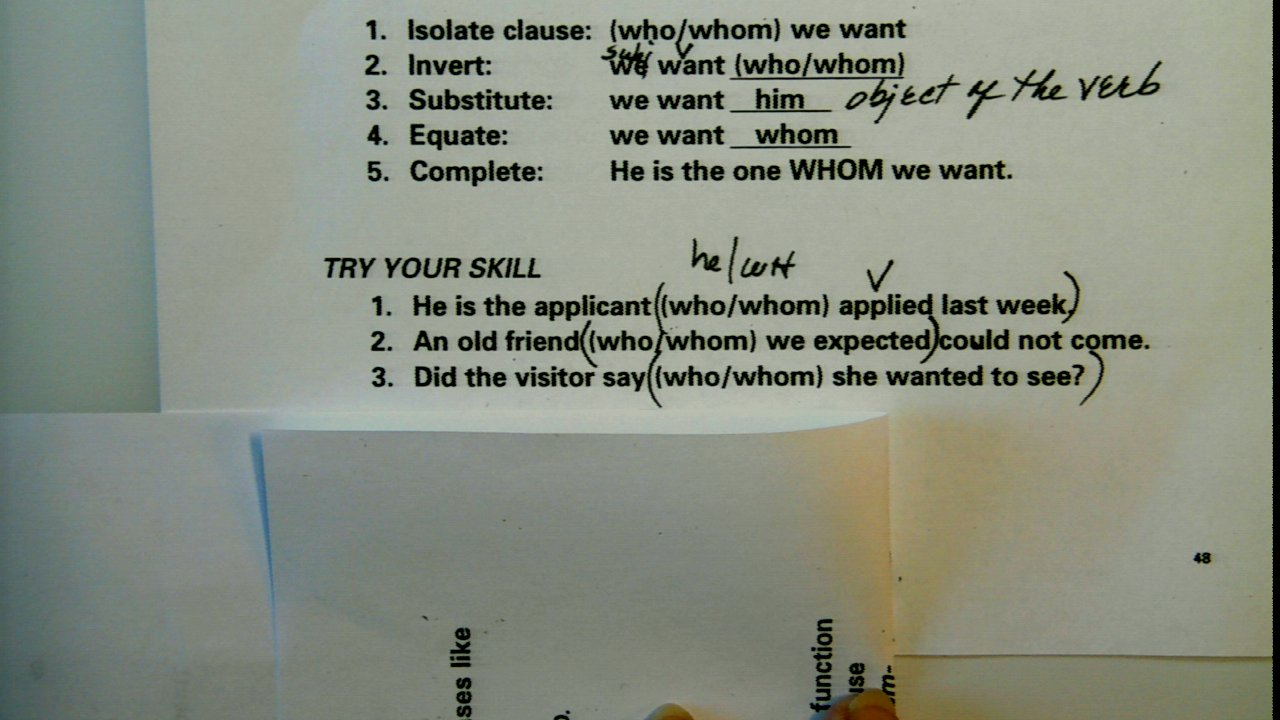 1. Isolate clause: (who/whom) we want
subj v
2. Invert: we want (who/whom)
3. Substitute: we want him object of the verb
4. Equate: we want whom
5. Complete: He is the one WHOM we want.
he/
TRY YOUR SKILL
V
1. He is the applicant ((who/whom) applied last week)
2. An old friend ((who/whom) we expected) could not come.
3. Did the visitor say ((who/whom) she wanted to see?)
48
ses like
function
use